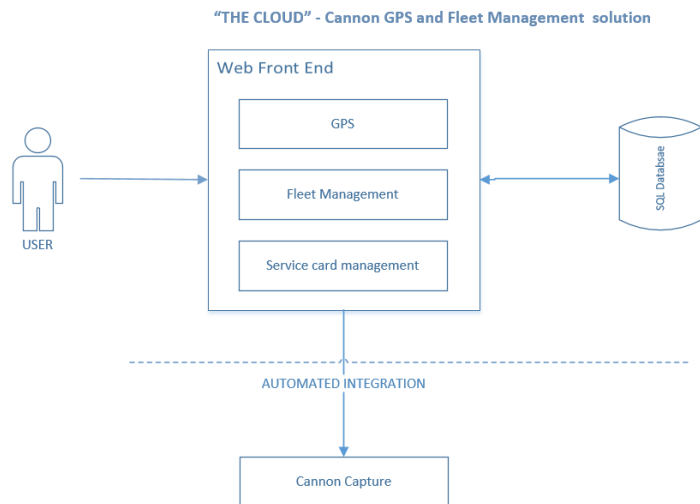 “THE CLOUD” - Cannon GPS and Fleet Management solution
Web Front End
GPS
Fleet Management
Service card management
USER
SQL Databsae
AUTOMATED INTEGRATION
Cannon Capture